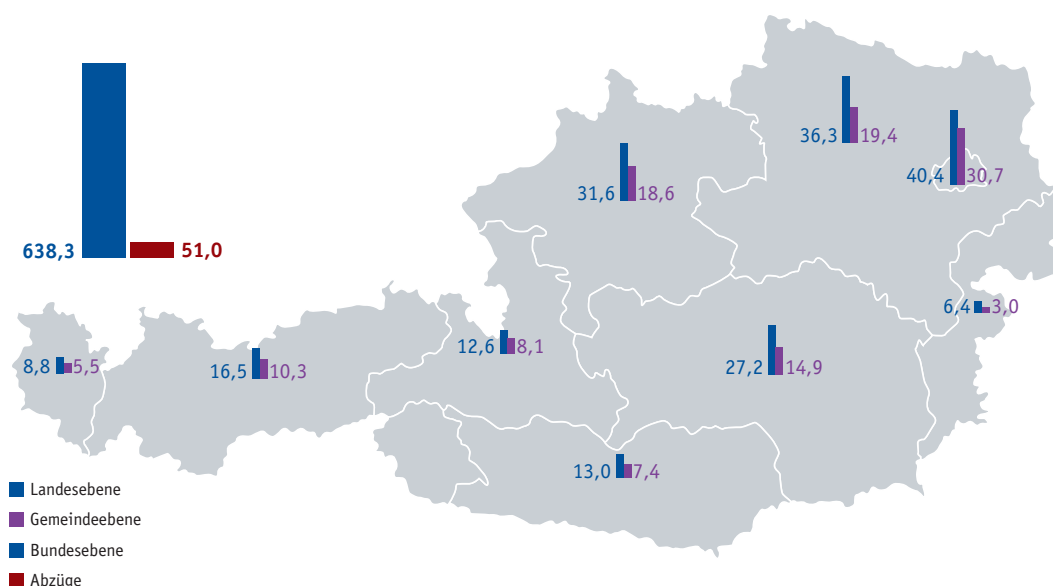 36,3 19,4
40,4 30,7
31,6 18,6
638,3 51,0
6,4 3,0
12,6 8,1
8,8 5,5
16,5 10,3
27,2 14,9
13,0 7,4
Landesebene
Gemeindeebene
Bundesebene
Abzüge